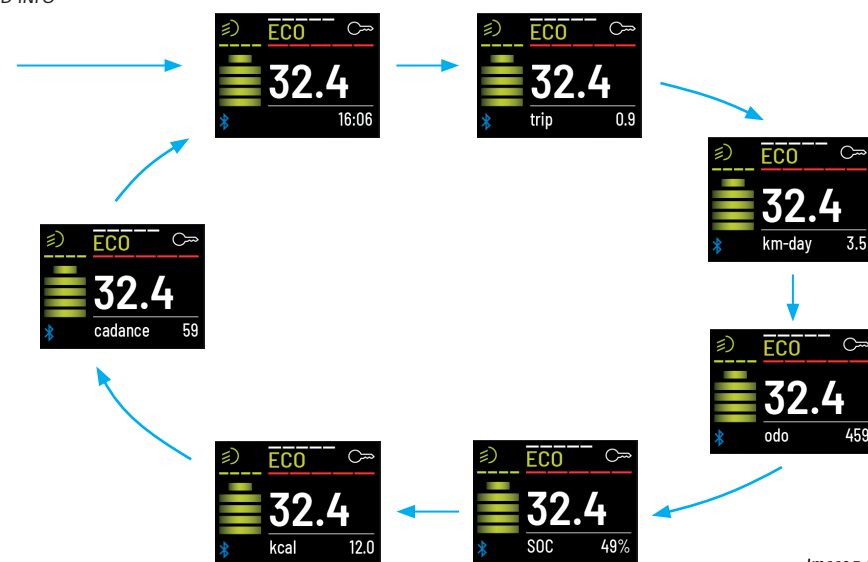 D INFO
ECO
32.4
16:06
ECO
32.4
trip 0.9
ECO
32.4
km-day 3.5
ECO
32.4
odo 459
ECO
32.4
SOC 49%
ECO
32.4
kcal 12.0
ECO
32.4
cadance 59